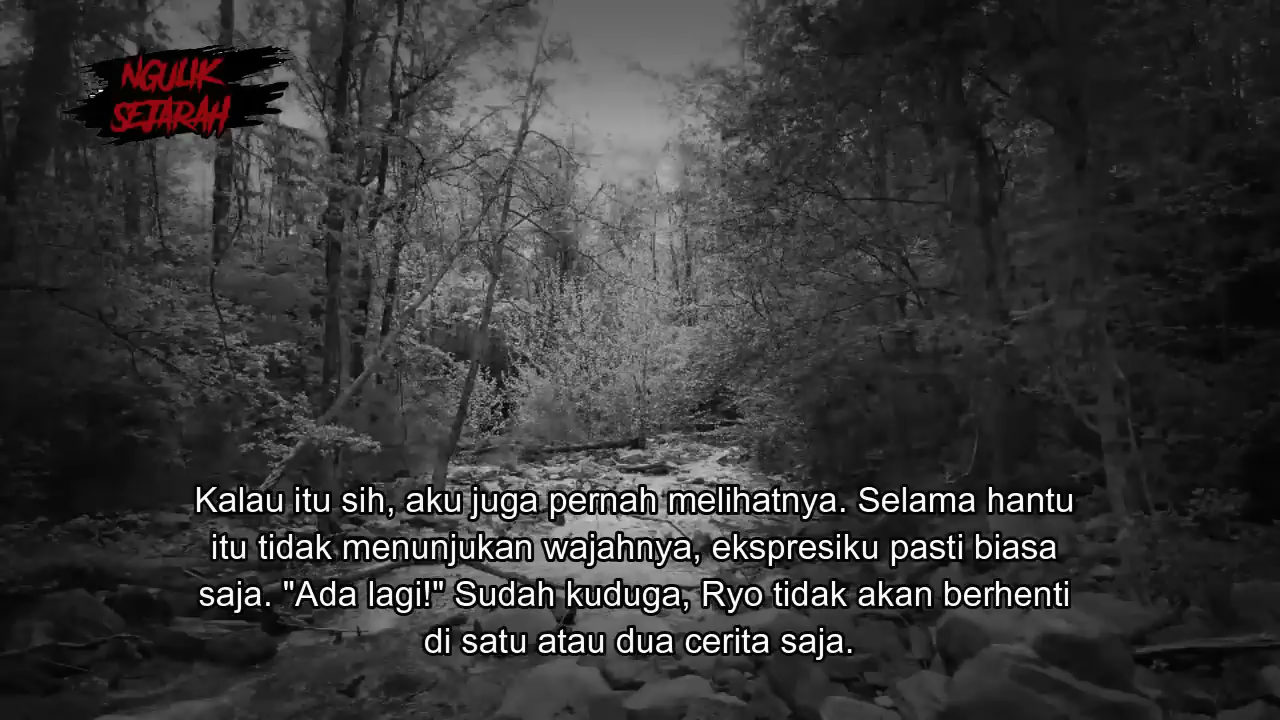 NGULIK
SEJARAH
Kalau itu sih, aku juga pernah melihatnya. Selama hantu
itu tidak menunjukan wajahnya, ekspresiku pasti biasa
saja. "Ada lagi!" Sudah kuduga, Ryo tidak akan berhenti
di satu atau dua cerita saja.